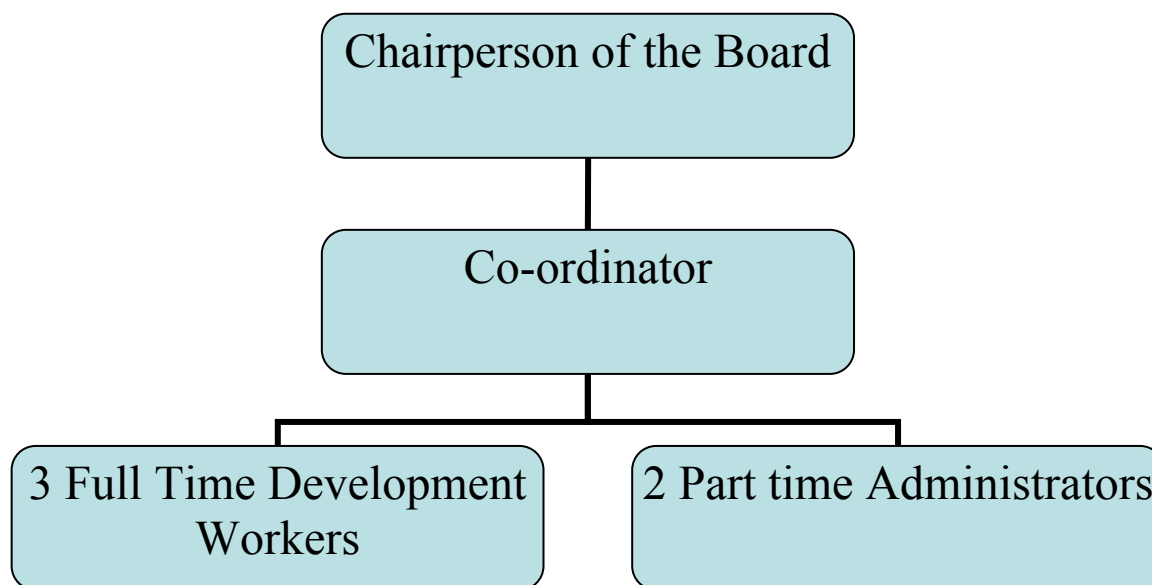 Chairperson of the Board
Co-ordinator
3 Full Time Development
Workers
2 Part time Administrators